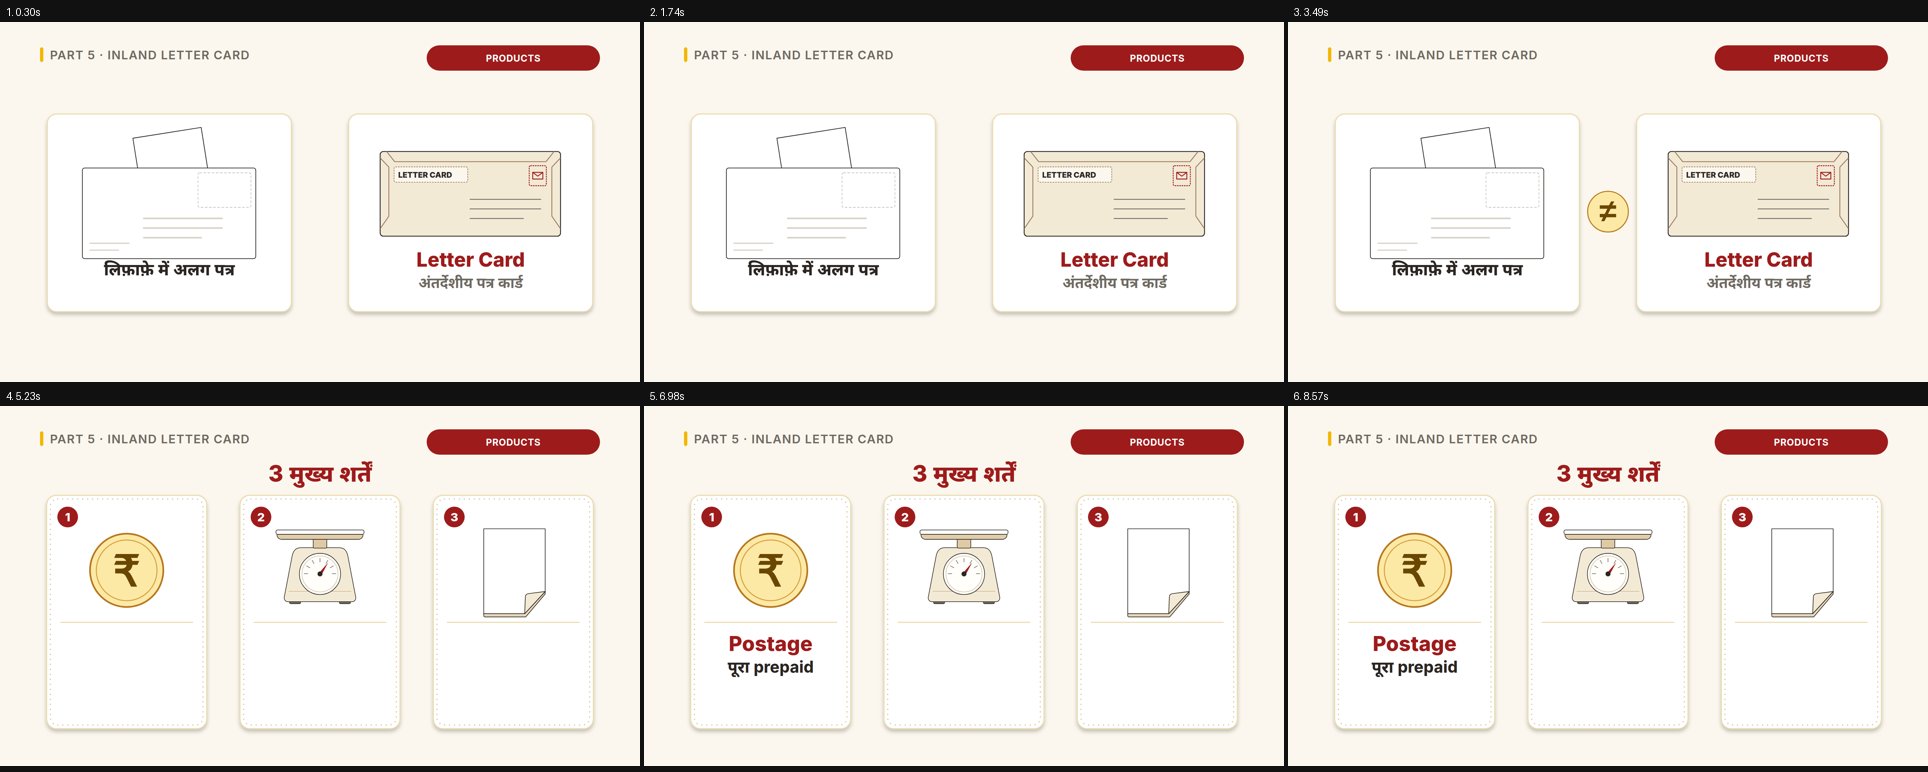 1. 0.30s
PART 5 · INLAND LETTER CARD
PRODUCTS
लिफ़ाफ़े में अलग पत्र
LETTER CARD
Letter Card
अंतर्देशीय पत्र कार्ड
2. 1.74s
PART 5 · INLAND LETTER CARD
PRODUCTS
लिफ़ाफ़े में अलग पत्र
LETTER CARD
Letter Card
अंतर्देशीय पत्र कार्ड
3. 3.49s
PART 5 · INLAND LETTER CARD
PRODUCTS
लिफ़ाफ़े में अलग पत्र
≠
LETTER CARD
Letter Card
अंतर्देशीय पत्र कार्ड
4. 5.23s
PART 5 · INLAND LETTER CARD
PRODUCTS
3 मुख्य शर्तें
1
₹
2
3
5. 6.98s
PART 5 · INLAND LETTER CARD
PRODUCTS
3 मुख्य शर्तें
1
₹
Postage
पूरा prepaid
2
3
6. 8.57s
PART 5 · INLAND LETTER CARD
PRODUCTS
3 मुख्य शर्तें
1
₹
Postage
पूरा prepaid
2
3